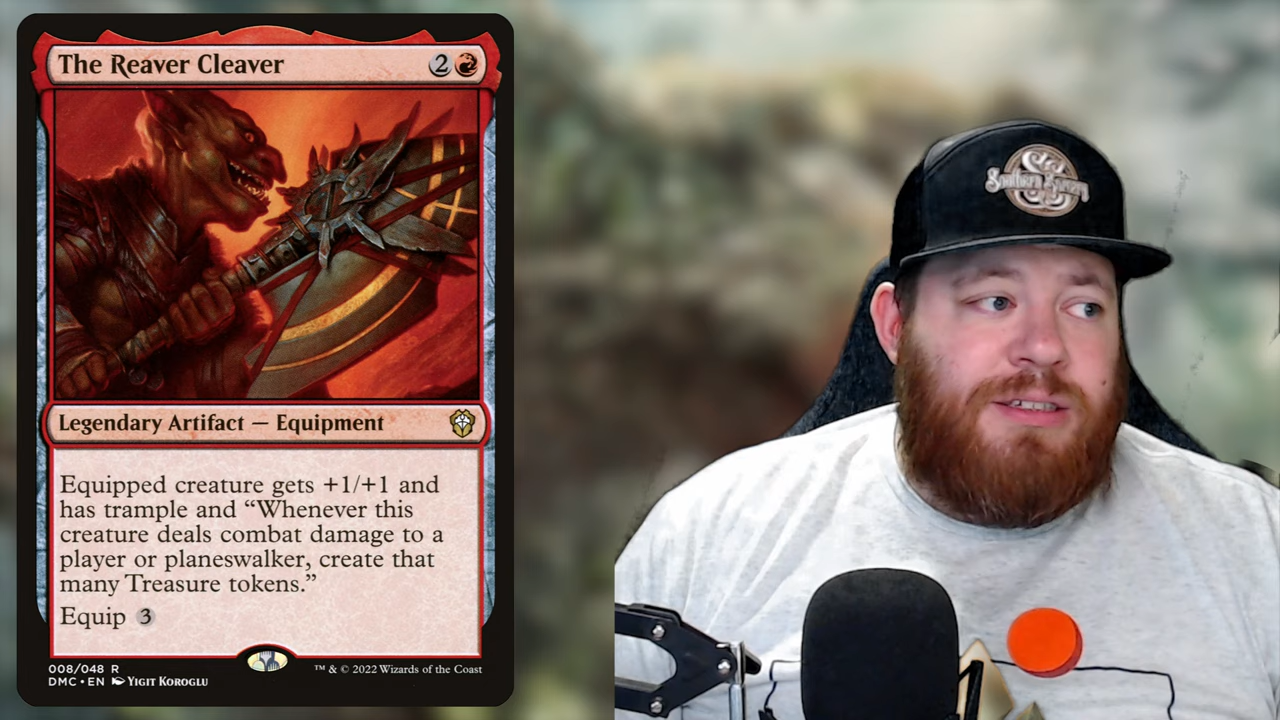 The Reaver Cleaver 2
Legendary Artifact — Equipment
Equipped creature gets +1/+1 and
has trample and “Whenever this
creature deals combat damage to a
player or planeswalker, create that
many Treasure tokens.”
Equip 3
008/048 R
DMC • EN YIGIT KOROGLU
™ & © 2022 Wizards of the Coast